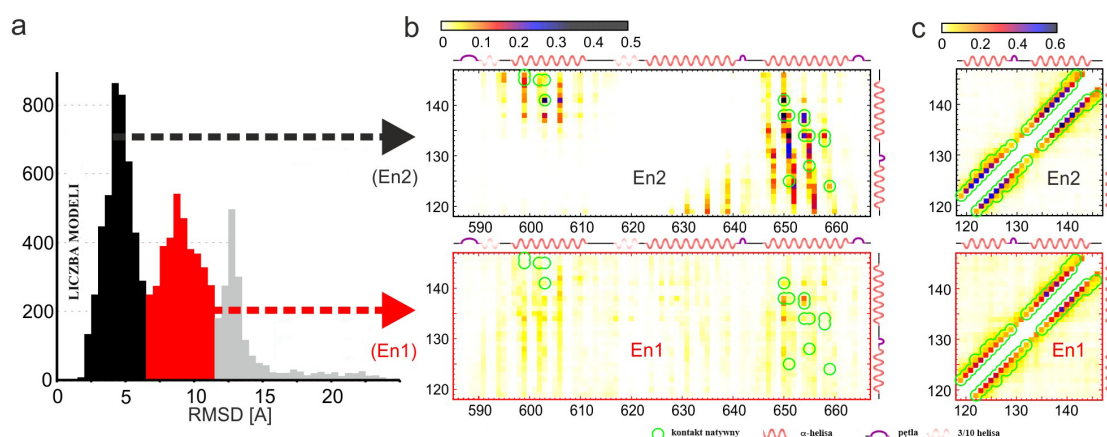 a
b
c
0 0.1 0.2 0.3 0.4 0.5
0 0.2 0.4 0.6
LICZBA MODELI
800
600
400
200
0
0 5 10 15 20
RMSD [A]
(En2)
(En1)
140
130
120
En2
590 600 610 620 630 640 650 660
140
130
120
En1
590 600 610 620 630 640 650 660
140
130
120
En2
120 130 140
140
130
120
En1
120 130 140
kontakt natywny α-helisa pętla 3/10 helisa